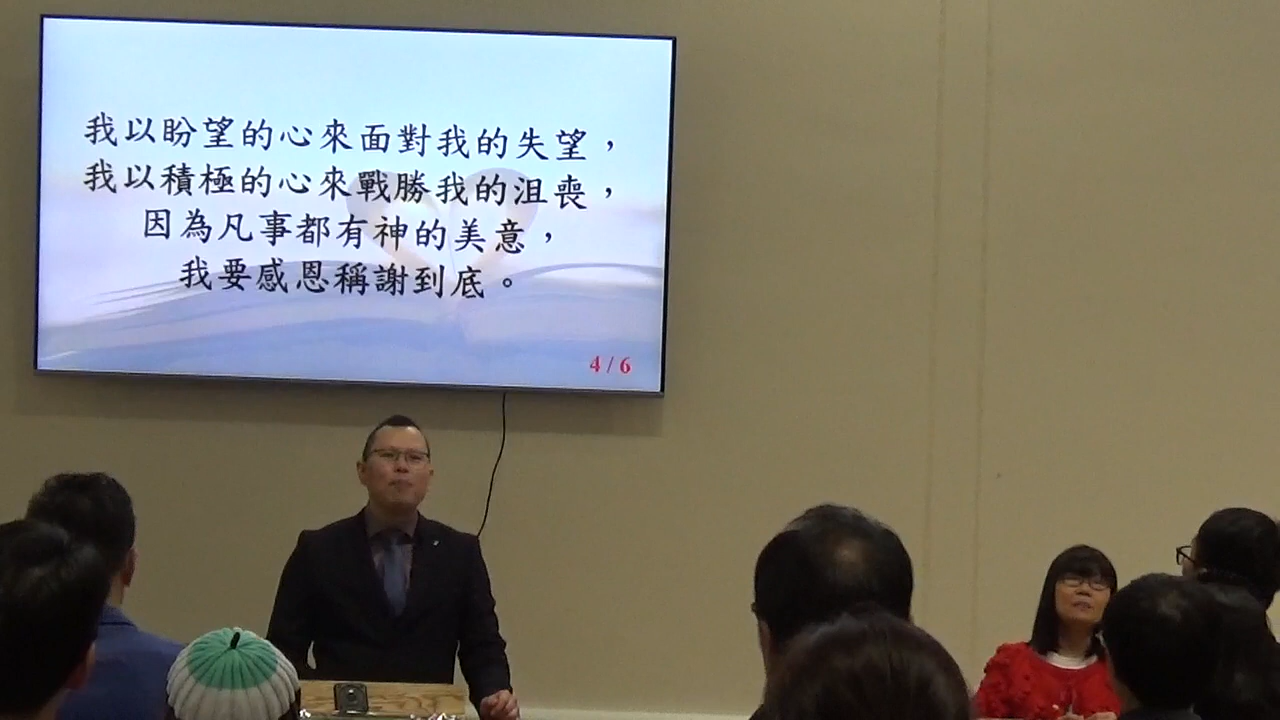 我以盼望的心來面對我的失望，
我以積極的心來戰勝我的沮喪，
因為凡事都有神的美意，
我要感恩稱謝到底。
4/6